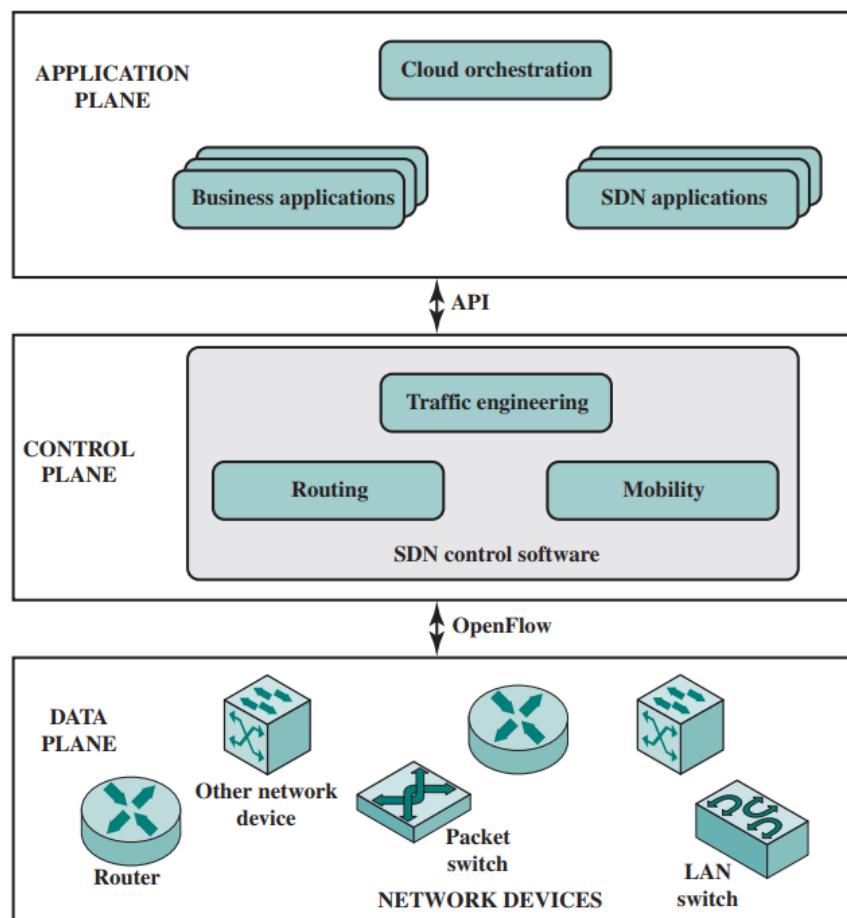 APPLICATION
PLANE
Cloud orchestration
Business applications
SDN applications
API
CONTROL
PLANE
Traffic engineering
Routing
Mobility
SDN control software
OpenFlow
DATA
PLANE
Other network
device
Router
Packet
switch
LAN
switch
NETWORK DEVICES